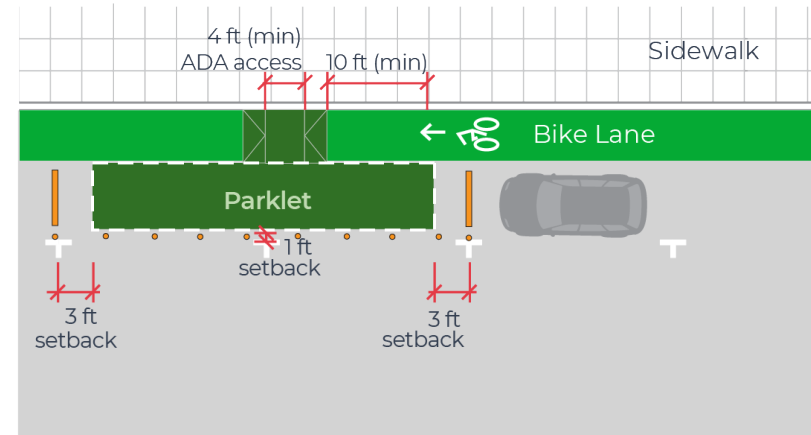 4 ft (min)
ADA access
10 ft (min)
Sidewalk
Bike Lane
Parklet
1 ft
setback
3 ft
setback
3 ft
setback